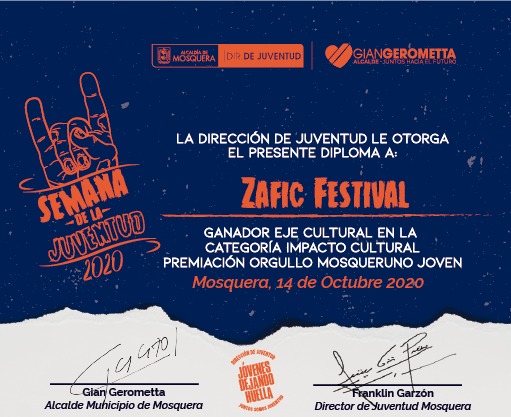 ALCALDÍA DE
MOSQUERA
DIR. DE JUVENTUD
GIANGEROMETTA
ALCALDE - JUNTOS HACIA EL FUTURO
LA DIRECCIÓN DE JUVENTUD LE OTORGA
EL PRESENTE DIPLOMA A:
ZAFIC FESTIVAL
SEMANA
DE LA
JUVENTUD
2020
GANADOR EJE CULTURAL EN LA
CATEGORÍA IMPACTO CULTURAL
PREMIACIÓN ORGULLO MOSQUERUNO JOVEN
Mosquera, 14 de Octubre 2020
DIRECCIÓN DE JUVENTUD
JÓVENES
DEJANDO
HUELLA
JUNTOS SOMOS JUVENTUD
Gian Gerometta
Alcalde Municipio de Mosquera
Franklin Garzón
Director de Juventud Mosquera